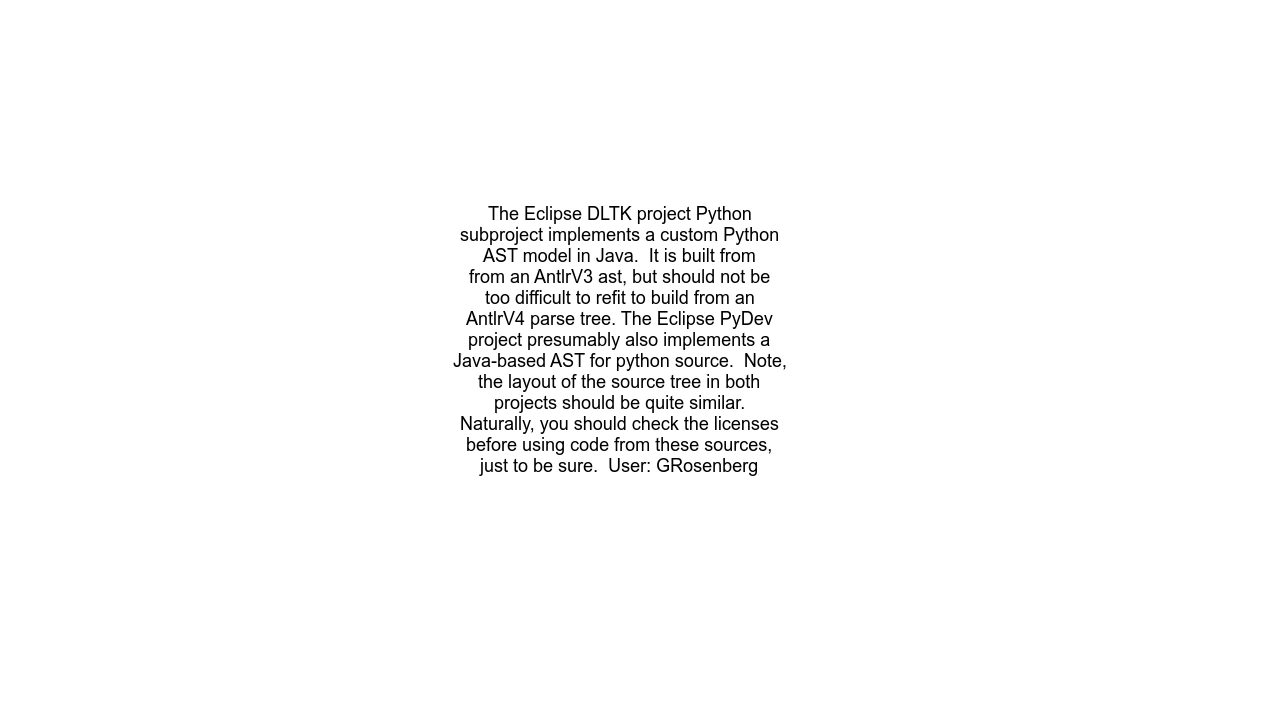 The Eclipse DLTK project Python
subproject implements a custom Python
AST model in Java.  It is built from
from an AntlrV3 ast, but should not be
too difficult to refit to build from an
AntlrV4 parse tree. The Eclipse PyDev
project presumably also implements a
Java-based AST for python source.  Note,
the layout of the source tree in both
projects should be quite similar.
Naturally, you should check the licenses
before using code from these sources,
just to be sure.  User: GRosenberg